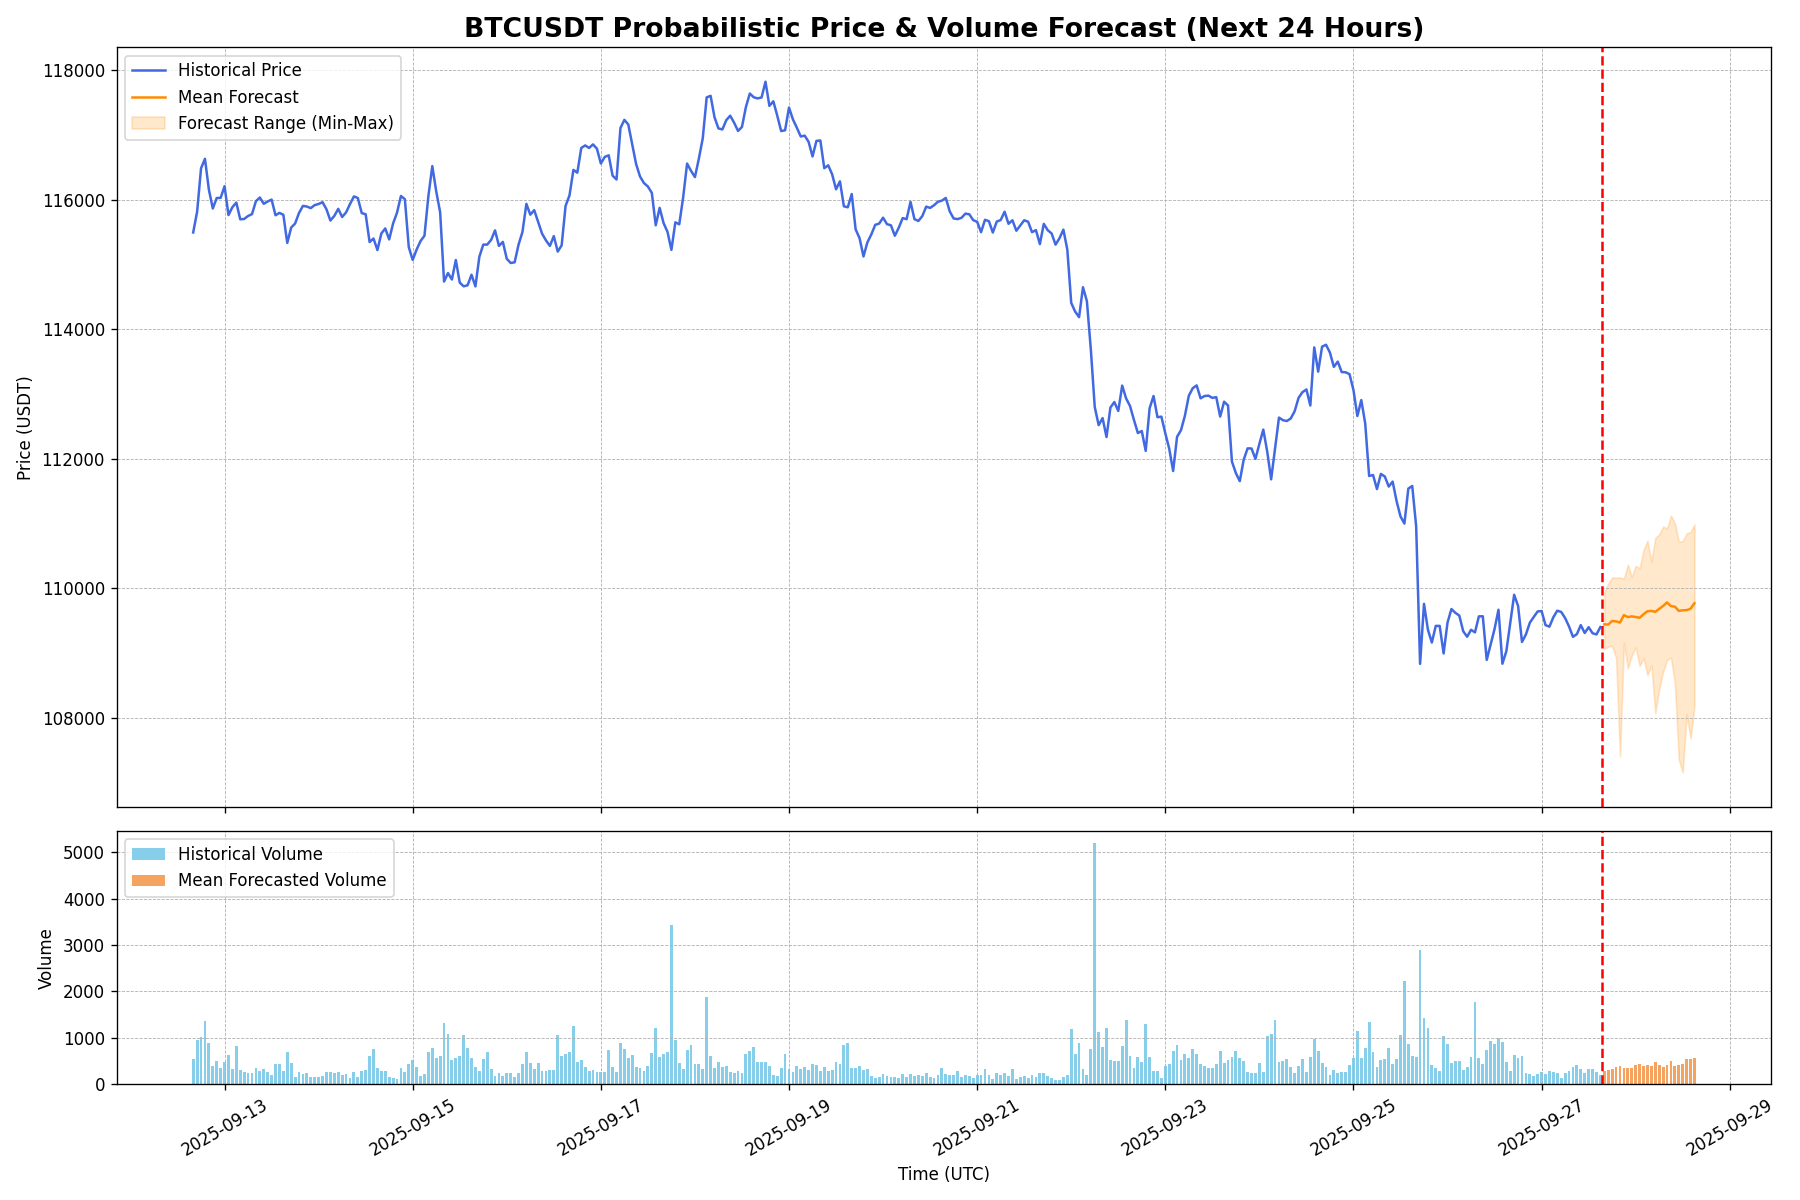 BTCUSDT Probabilistic Price & Volume Forecast (Next 24 Hours)
Historical Price
Mean Forecast
Forecast Range (Min-Max)
118000
116000
114000
112000
110000
108000
Price (USDT)
Historical Volume
Mean Forecasted Volume
5000
4000
3000
2000
1000
0
Volume
2025-09-13
2025-09-15
2025-09-17
2025-09-19
2025-09-21
2025-09-23
2025-09-25
2025-09-27
2025-09-29
Time (UTC)